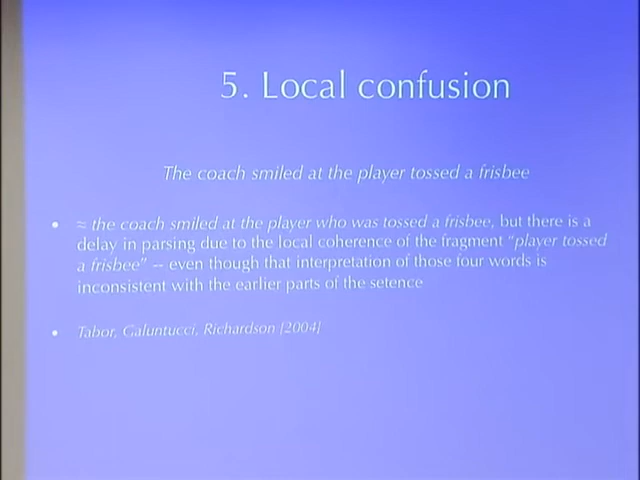 5. Local confusion
The coach smiled at the player tossed a frisbee
• ≈ the coach smiled at the player who was tossed a frisbee, but there is a
delay in parsing due to the local coherence of the fragment “player tossed
a frisbee” -- even though that interpretation of those four words is
inconsistent with the earlier parts of the setence
• Tabor, Galuntucci, Richardson [2004]